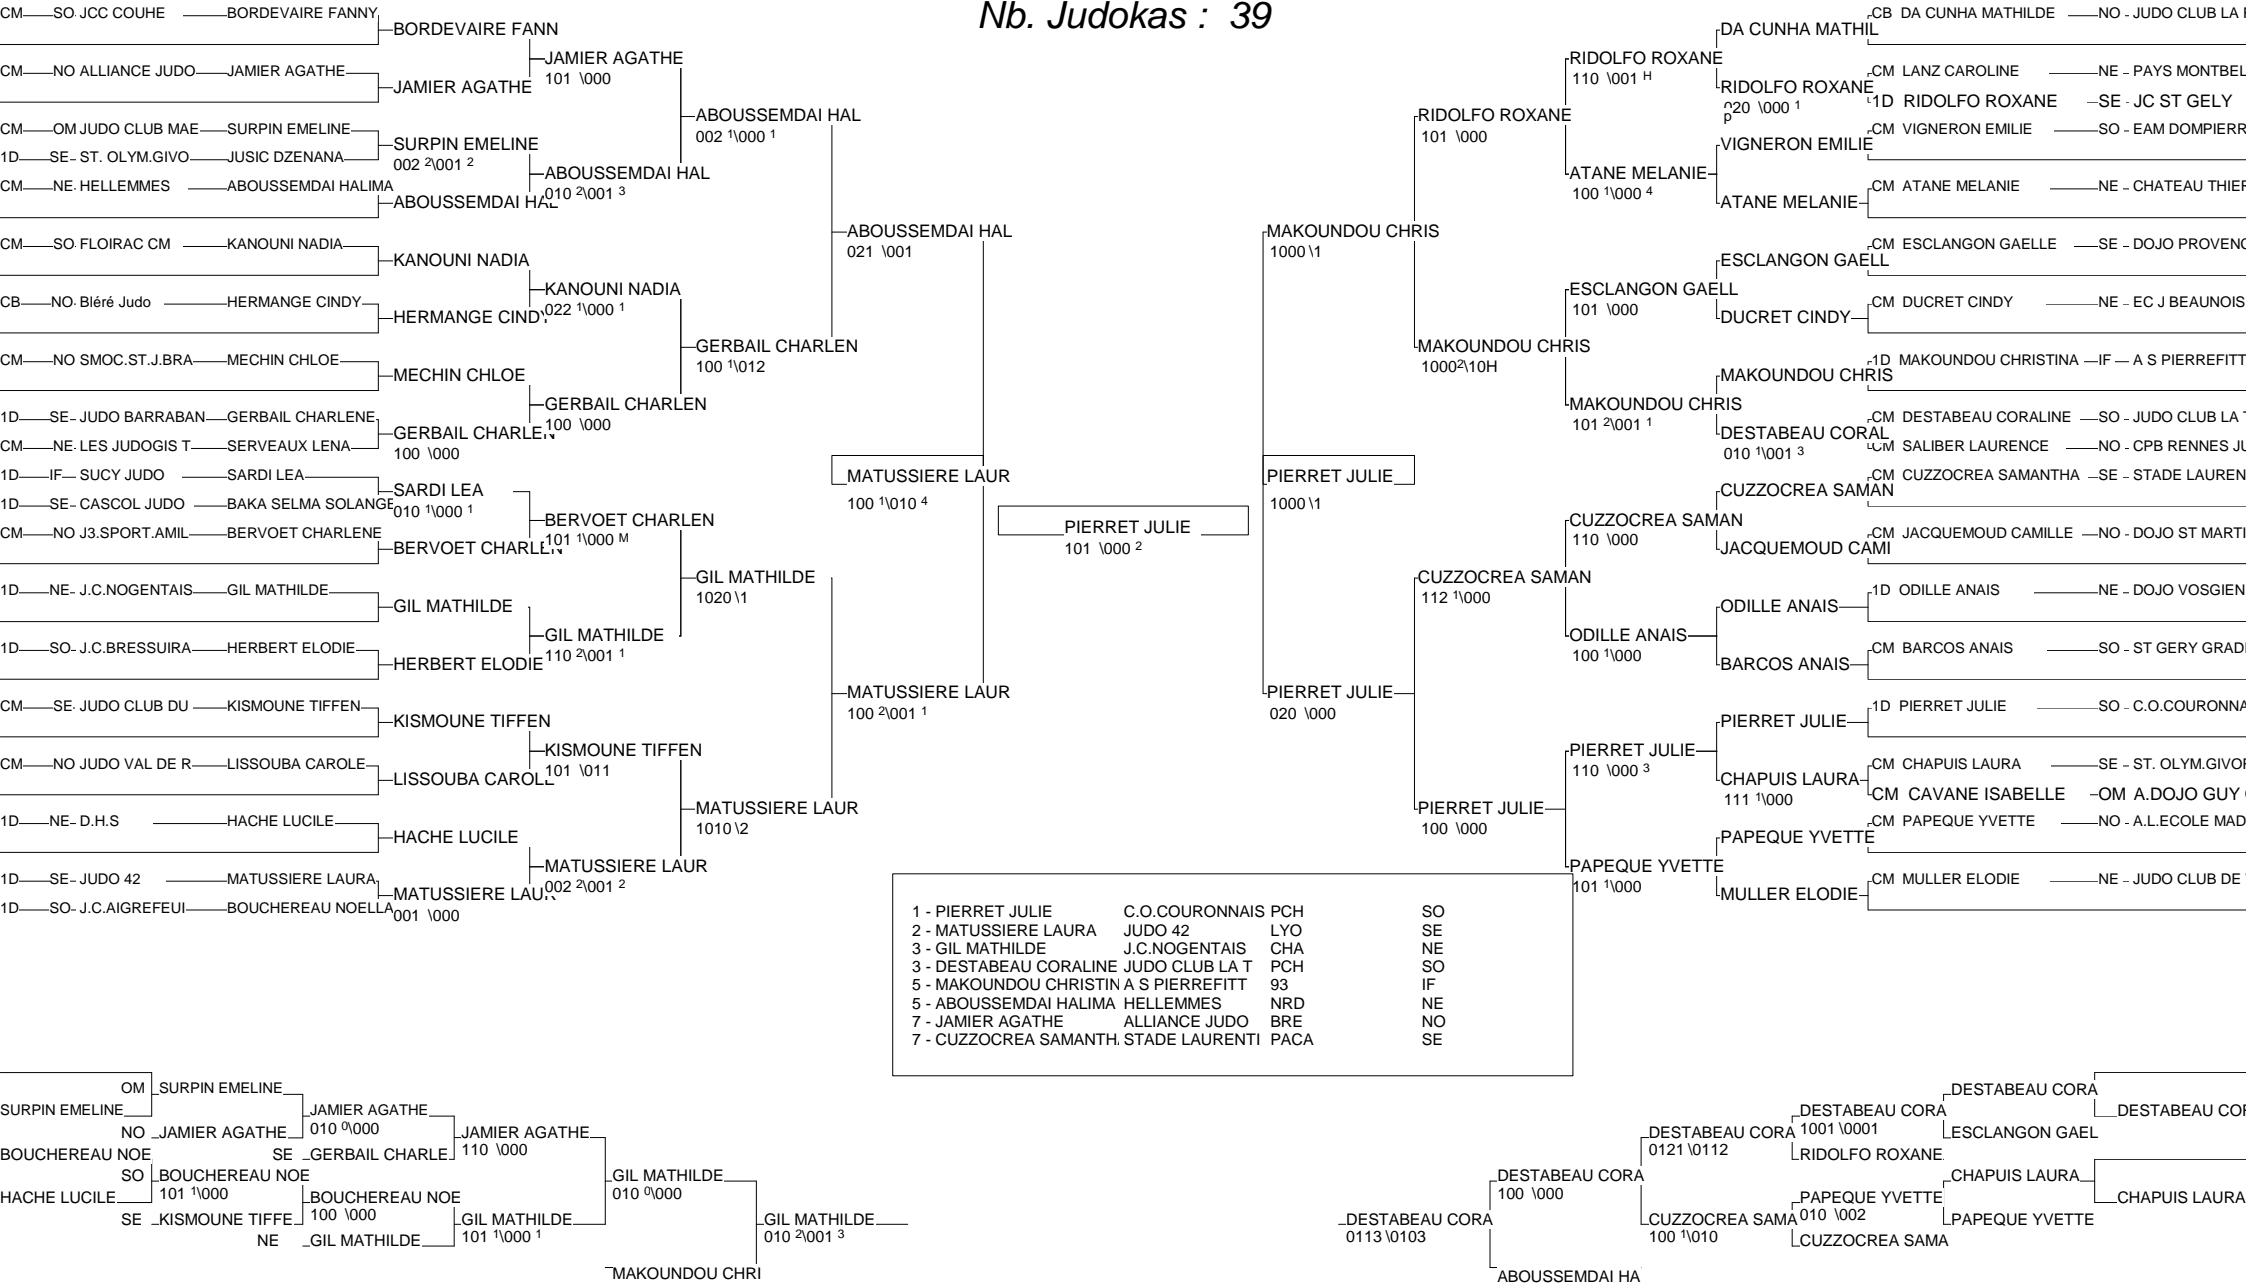 Nb. Judokas : 39
CM SO JCC COUHE BORDEVAIRE FANNY
CM NO ALLIANCE JUDO JAMIER AGATHE
CM OM JUDO CLUB MAE SURPIN EMELINE
1D SE ST. OLYM.GIVO JUSIC DZENANA
CM NE HELLEMMES ABOUSSEMDAI HALIMA
CM SO FLOIRAC CM KANOUNI NADIA
CB NO Bléré Judo HERMANGE CINDY
CM NO SMOC.ST.J.BRA MECHIN CHLOE
1D SE JUDO BARRABAN GERBAIL CHARLENE
CM NE LES JUDOGIS T SERVEAUX LENA
1D IF SUCY JUDO SARDI LEA
1D SE CASCOL JUDO BAKA SELMA SOLANGE
CM NO J3.SPORT.AMIL BERVOET CHARLENE
1D NE J.C.NOGENTAIS GIL MATHILDE
1D SO J.C.BRESSUIRA HERBERT ELODIE
CM SE JUDO CLUB DU KISMOUNE TIFFEN
CM NO JUDO VAL DE R LISSOUBA CAROLE
1D NE D.H.S HACHE LUCILE
1D SE JUDO 42 MATUSSIERE LAURA
1D SO J.C.AIGREFEUI BOUCHEREAU NOELLA
BORDEVAIRE FANN
JAMIER AGATHE
SURPIN EMELINE
002 2\001 2
ABOUSSEMDAI HAL
KANOUNI NADIA
HERMANGE CINDY
MECHIN CHLOE
GERBAIL CHARLEN
100 \000
SARDI LEA
010 1\000 1
BERVOET CHARLEN
GIL MATHILDE
HERBERT ELODIE
KISMOUNE TIFFEN
LISSOUBA CAROLE
HACHE LUCILE
MATUSSIERE LAUR
001 \000
JAMIER AGATHE
101 \000
ABOUSSEMDAI HAL
010 2\001 3
KANOUNI NADIA
022 1\000 1
GERBAIL CHARLEN
100 \000
BERVOET CHARLEN
101 1\000 M
GIL MATHILDE
110 2\001 1
KISMOUNE TIFFEN
101 \011
MATUSSIERE LAUR
002 2\001 2
ABOUSSEMDAI HAL
002 1\000 1
GERBAIL CHARLEN
100 1\012
GIL MATHILDE
1020 \1
MATUSSIERE LAUR
1010 \2
ABOUSSEMDAI HAL
021 \001
MATUSSIERE LAUR
100 2\001 1
MATUSSIERE LAUR
100 1\010 4
PIERRET JULIE
101 \000 2
PIERRET JULIE
1000 \1
MAKOUNDOU CHRIS
1000 \1
PIERRET JULIE
020 \000
RIDOLFO ROXANE
101 \000
MAKOUNDOU CHRIS
1000 2\10H
CUZZOCREA SAMAN
112 1\000
PIERRET JULIE
100 \000
RIDOLFO ROXANE
110 \001 H
ATANE MELANIE
100 1\000 4
ESCLANGON GAELL
101 \000
MAKOUNDOU CHRIS
101 2\001 1
CUZZOCREA SAMAN
110 \000
ODILLE ANAIS
100 1\000
PIERRET JULIE
110 \000 3
PAPEQUE YVETTE
101 1\000
DA CUNHA MATHIL
RIDOLFO ROXANE
020 \000 1
p
VIGNERON EMILIE
ATANE MELANIE
ESCLANGON GAELL
DUCRET CINDY
MAKOUNDOU CHRIS
DESTABEAU CORAL
010 1\001 3
CUZZOCREA SAMAN
JACQUEMOUD CAMI
ODILLE ANAIS
BARCOS ANAIS
PIERRET JULIE
CHAPUIS LAURA
111 1\000
PAPEQUE YVETTE
MULLER ELODIE
CB DA CUNHA MATHILDE NO - JUDO CLUB LA
CM LANZ CAROLINE NE - PAYS MONTBEL
1D RIDOLFO ROXANE SE - JC ST GELY
CM VIGNERON EMILIE SO - EAM DOMPIERR
CM ATANE MELANIE NE - CHATEAU THIER
CM ESCLANGON GAELLE SE - DOJO PROVENC
CM DUCRET CINDY NE - EC J BEAUNOIS
1D MAKOUNDOU CHRISTINA IF - A S PIERREFITT
CM DESTABEAU CORALINE SO - JUDO CLUB LA T
CM SALIBER LAURENCE NO - CPB RENNES JU
CM CUZZOCREA SAMANTHA SE - STADE LAUREN
CM JACQUEMOUD CAMILLE NO - DOJO ST MARTI
1D ODILLE ANAIS NE - DOJO VOSGIEN
CM BARCOS ANAIS SO - ST GERY GRAD
1D PIERRET JULIE SO - C.O.COURONNA
CM CHAPUIS LAURA SE - ST. OLYM.GIVO
CM CAVANE ISABELLE OM A.DOJO GUY
CM PAPEQUE YVETTE NO - A.L.ECOLE MAD
CM MULLER ELODIE NE - JUDO CLUB DE
1 - PIERRET JULIE C.O.COURONNAIS PCH SO
2 - MATUSSIERE LAURA JUDO 42 LYO SE
3 - GIL MATHILDE J.C.NOGENTAIS CHA NE
3 - DESTABEAU CORALINE JUDO CLUB LA T PCH SO
5 - MAKOUNDOU CHRISTIN A S PIERREFITT 93 IF
5 - ABOUSSEMDAI HALIMA HELLEMMES NRD NE
7 - JAMIER AGATHE ALLIANCE JUDO BRE NO
7 - CUZZOCREA SAMANTH STADE LAURENTI PACA SE
SURPIN EMELINE
BOUCHEREAU NOE
HACHE LUCILE
OM SURPIN EMELINE
NO JAMIER AGATHE
SE GERBAIL CHARLE
SO BOUCHEREAU NOE
101 1\000
SE KISMOUNE TIFFE
NE GIL MATHILDE
JAMIER AGATHE
010 0\000
BOUCHEREAU NOE
100 \000
JAMIER AGATHE
110 \000
GIL MATHILDE
101 1\000 1
GIL MATHILDE
010 0\000
MAKOUNDOU CHRI
GIL MATHILDE
010 2\001 3
DESTABEAU CORA
0113 \0103
DESTABEAU CORA
100 \000
ABOUSSEMDAI HA
DESTABEAU CORA
0121 \0112
CUZZOCREA SAMA
100 1\010
DESTABEAU CORA
1001 \0001
RIDOLFO ROXANE
PAPEQUE YVETTE
010 \002
CUZZOCREA SAMA
DESTABEAU CORA
ESCLANGON GAEL
CHAPUIS LAURA
PAPEQUE YVETTE
DESTABEAU COR
CHAPUIS LAURA